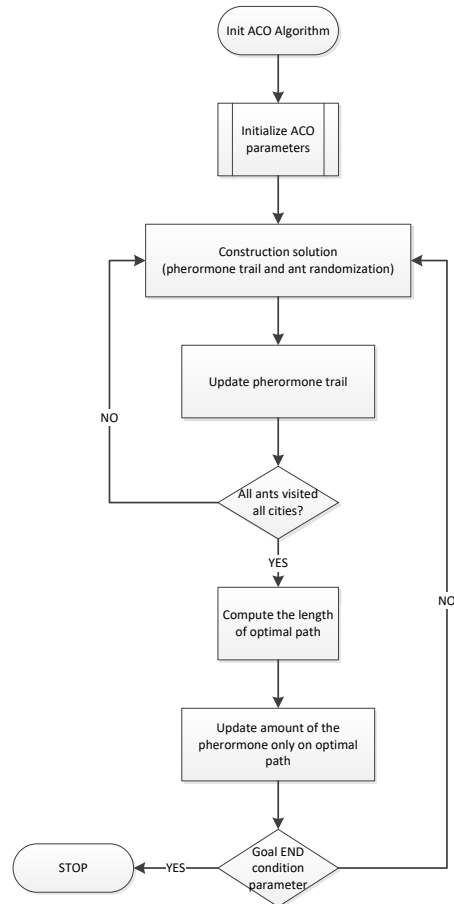 Init ACO Algorithm
Initialize ACO
parameters
Construction solution
(pherormone trail and ant randomization)
Update pherormone trail
NO
All ants visited
all cities?
YES
Compute the length
of optimal path
NO
Update amount of the
pherormone only on optimal
path
Goal END
condition
parameter
YES
STOP